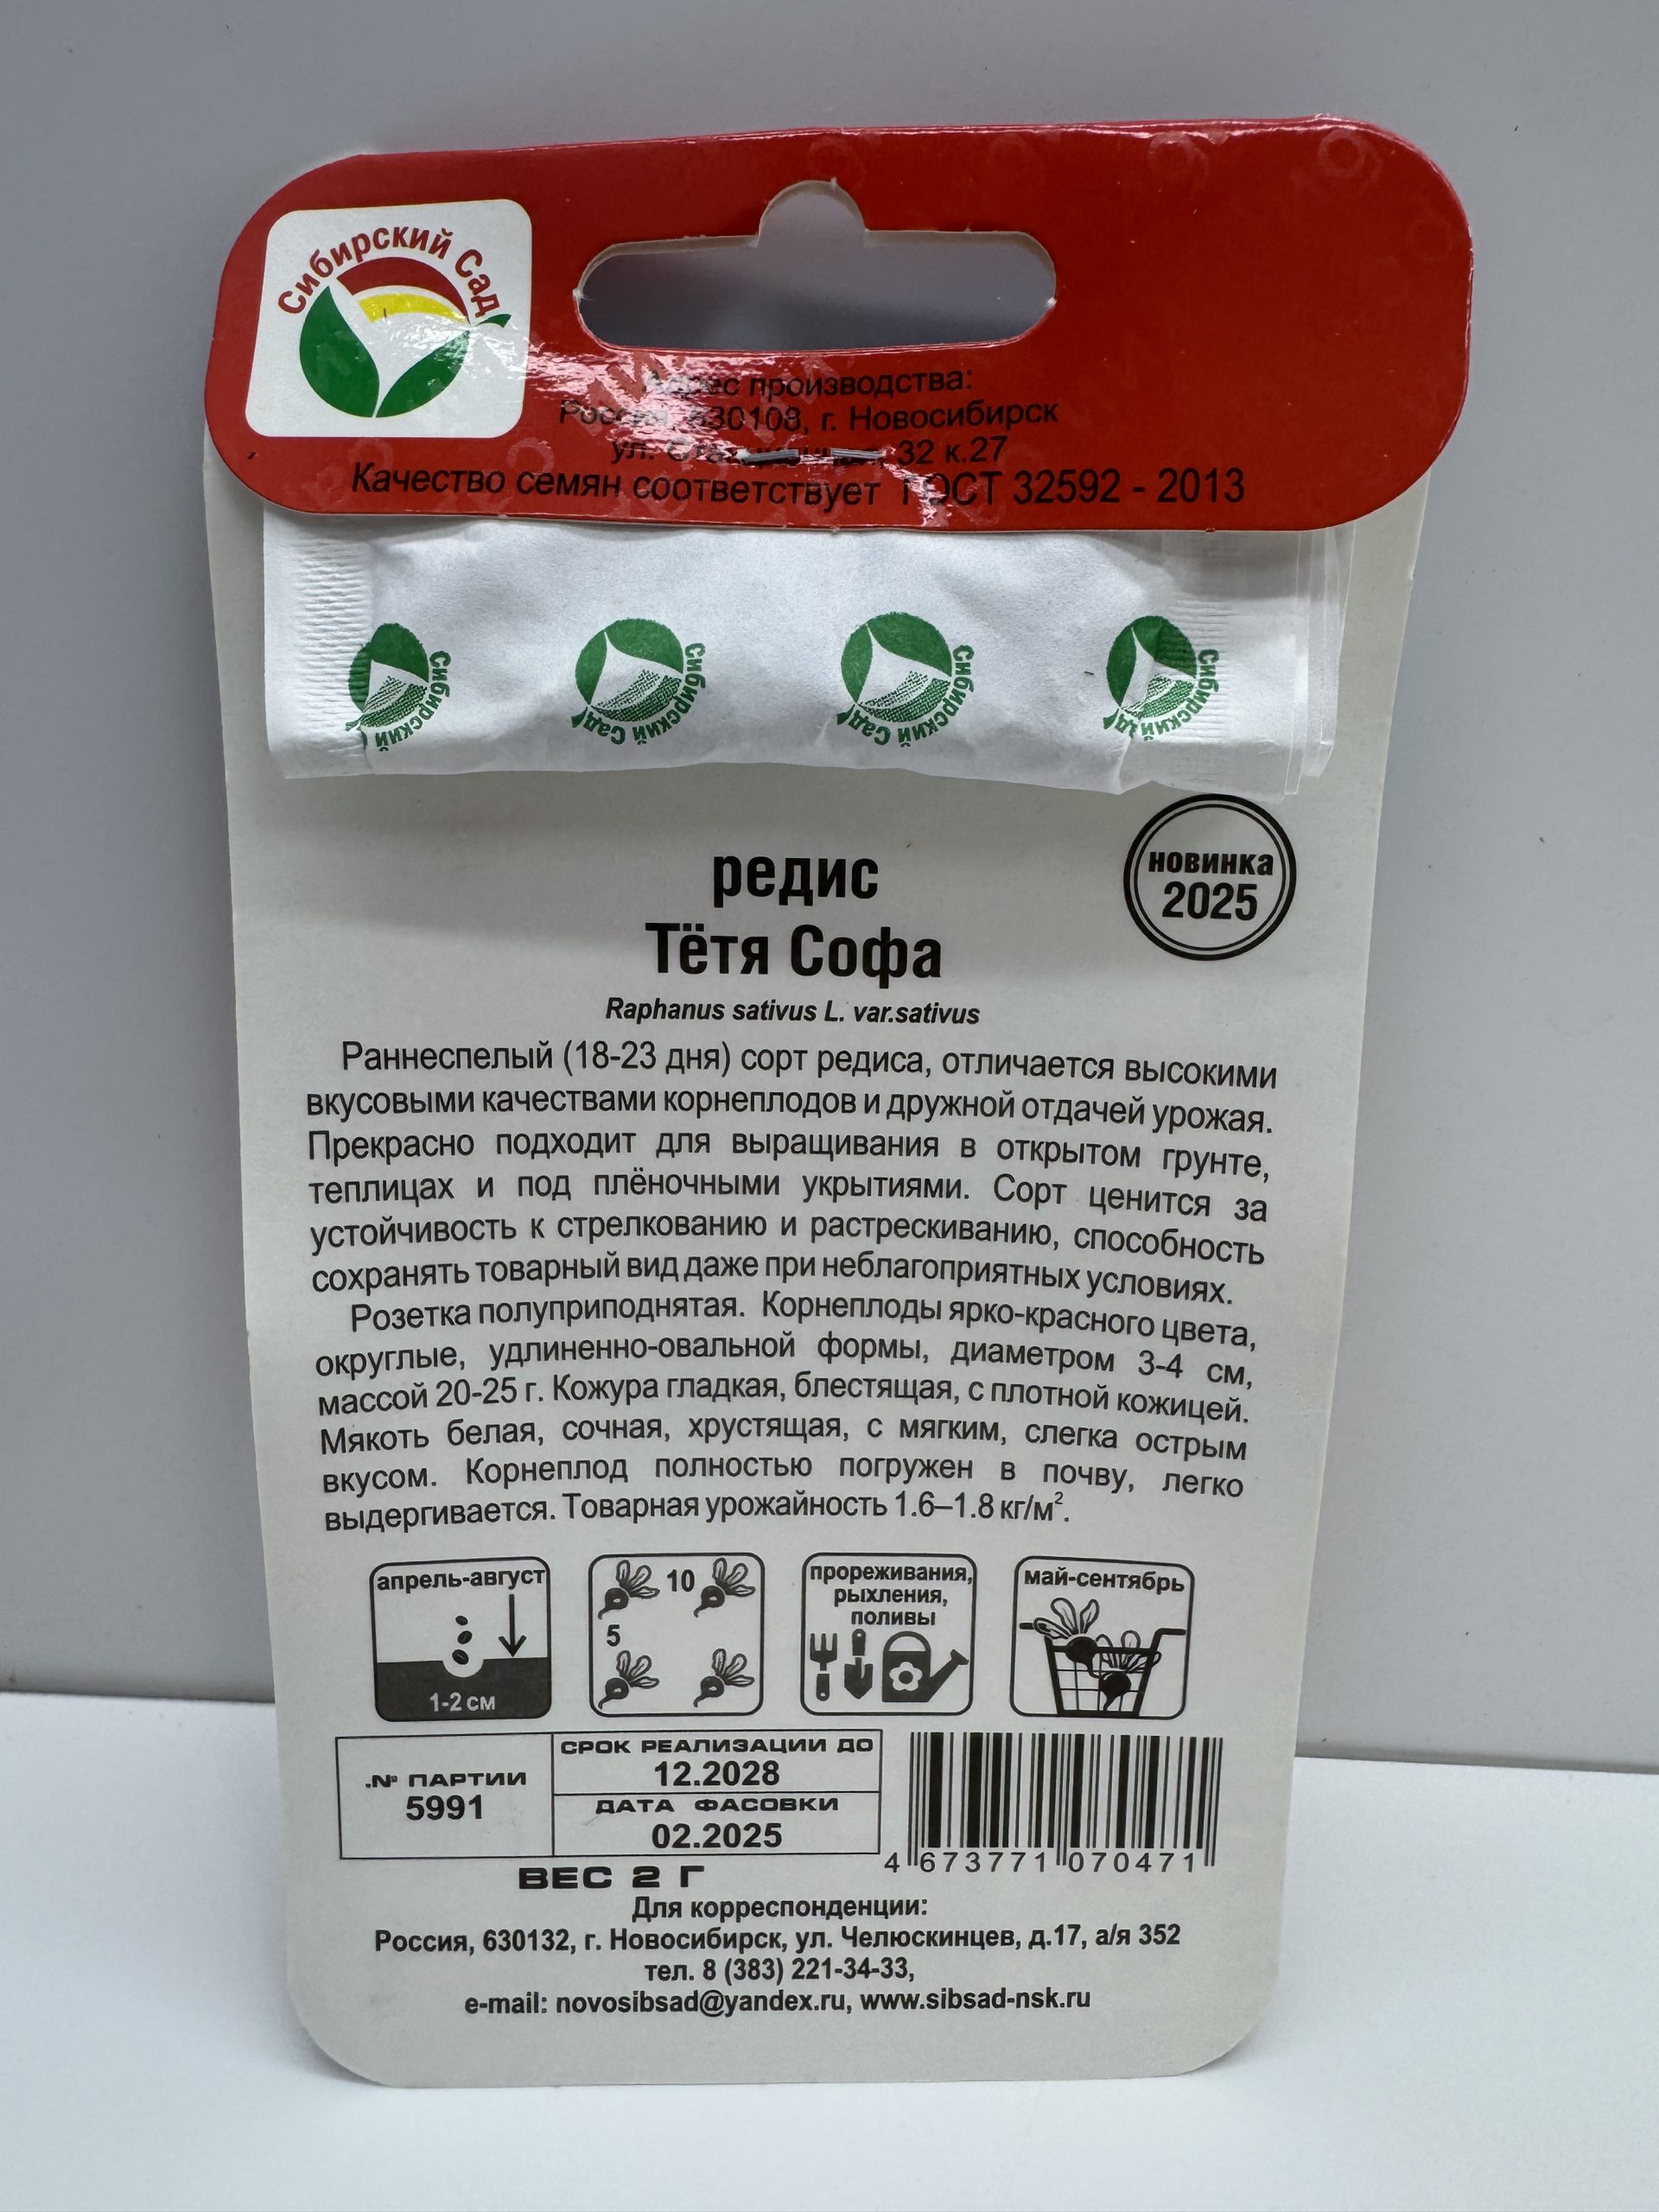 Сибирский Сад
Адрес производства:
Россия, 630108, г. Новосибирск
ул. 32 к.27
Качество семян соответствует ГОСТ 32592 - 2013
Сибирский
Сибирский Сад
Сибирский Сад
Сибирский
новинка
2025
редис
Тётя Софа
Raphanus sativus L. var.sativus
Раннеспелый (18-23 дня) сорт редиса, отличается высокими
вкусовыми качествами корнеплодов и дружной отдачей урожая.
Прекрасно подходит для выращивания в открытом грунте,
теплицах и под плёночными укрытиями. Сорт ценится за
устойчивость к стрелкованию и растрескиванию, способность
сохранять товарный вид даже при неблагоприятных условиях.
Розетка полуприподнятая. Корнеплоды ярко-красного цвета,
округлые, удлиненно-овальной формы, диаметром 3-4 см,
массой 20-25 г. Кожура гладкая, блестящая, с плотной кожицей.
Мякоть белая, сочная, хрустящая, с мягким, слегка острым
вкусом. Корнеплод полностью погружен в почву, легко
выдергивается. Товарная урожайность 1.6–1.8 кг/м².
апрель-август
1-2 см
10
5
прореживания,
рыхления,
поливы
май-сентябрь
№ ПАРТИИ
5991
СРОК РЕАЛИЗАЦИИ ДО
12.2028
ДАТА ФАСОВКИ
02.2025
4 673771 070471
ВЕС 2 Г
Для корреспонденции:
Россия, 630132, г. Новосибирск, ул. Челюскинцев, д.17, а/я 352
тел. 8 (383) 221-34-33,
e-mail: novosibsad@yandex.ru, www.sibsad-nsk.ru